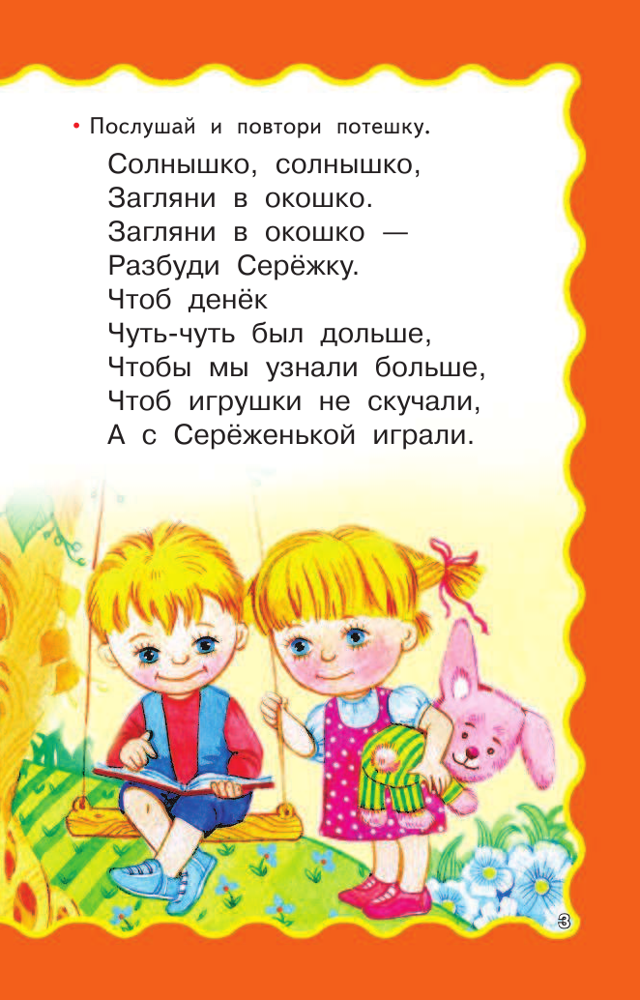 • Послушай и повтори потешку.
Солнышко, солнышко,
Загляни в окошко.
Загляни в окошко —
Разбуди Серёжку.
Чтоб денёк
Чуть-чуть был дольше,
Чтобы мы узнали больше,
Чтоб игрушки не скучали,
А с Серёженькой играли.
3